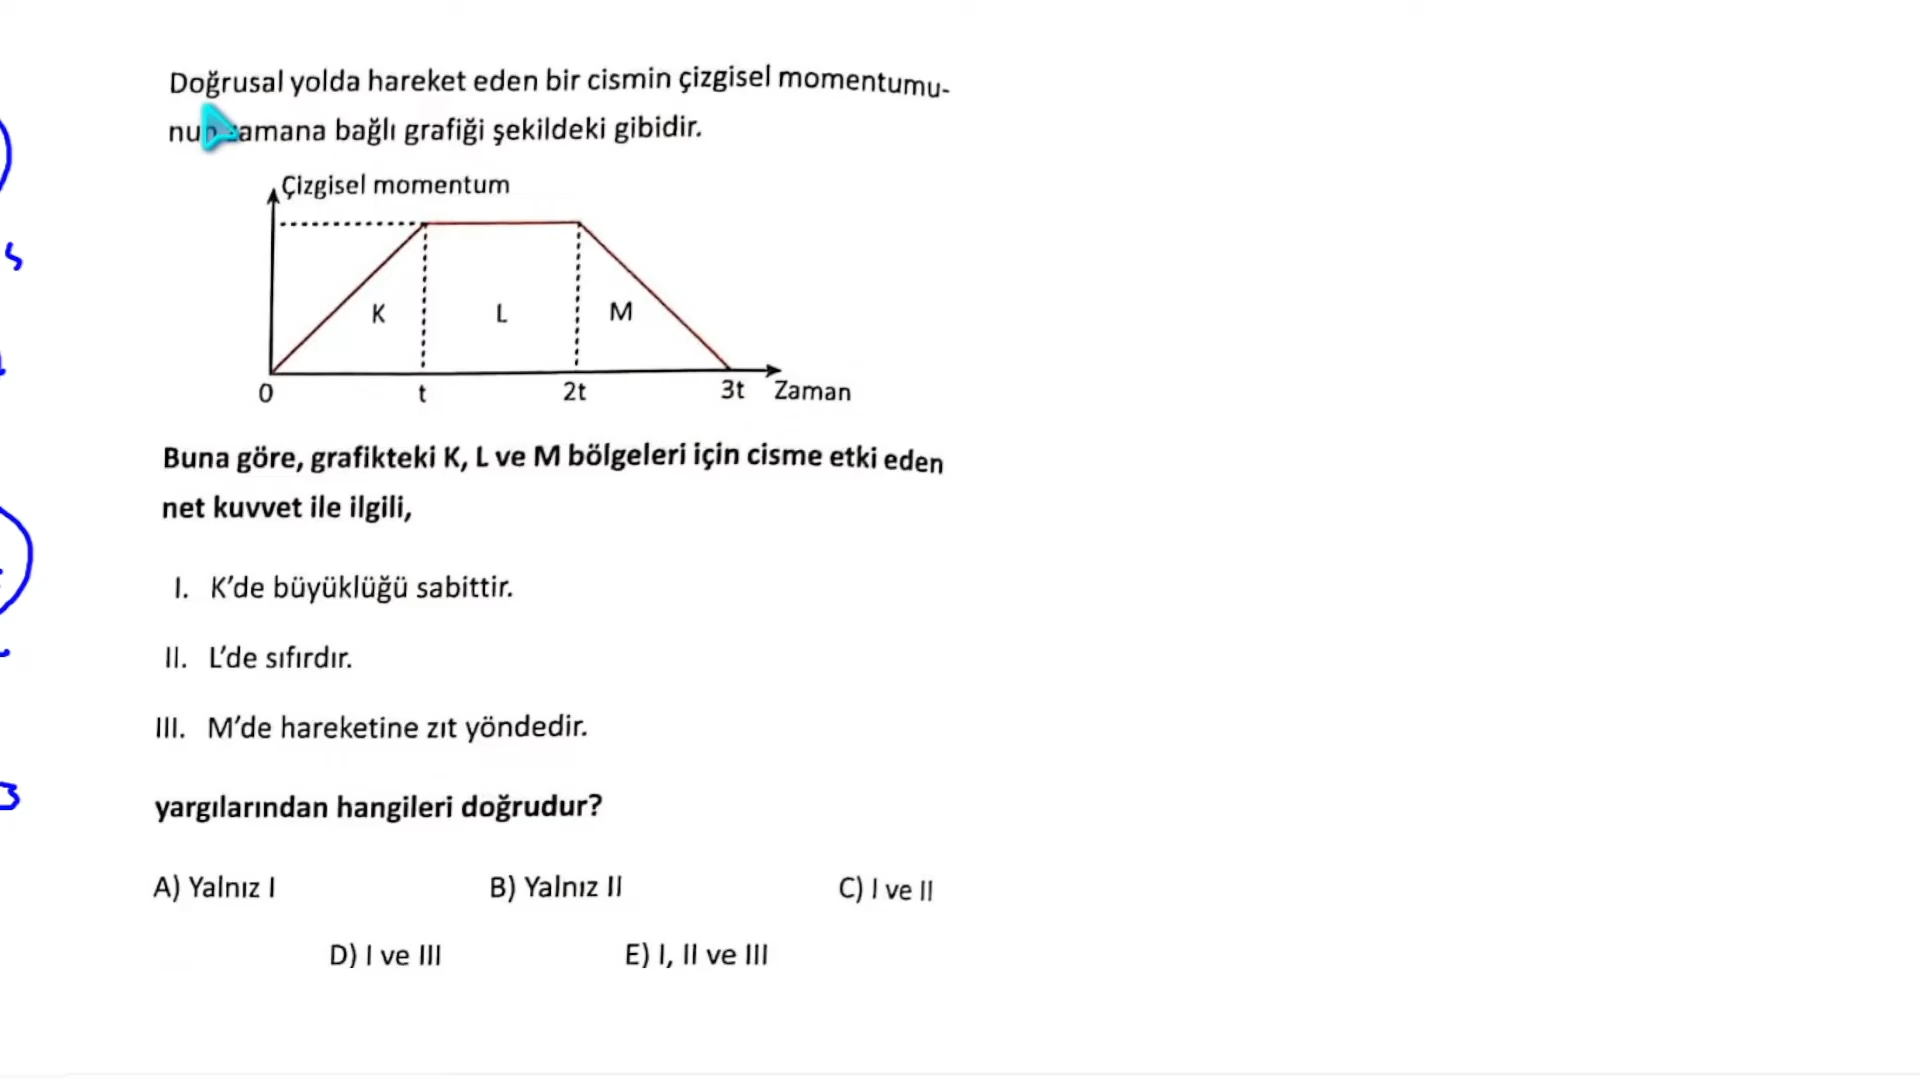 Doğrusal yolda hareket eden bir cismin çizgisel momentumu-
nun zamana bağlı grafiği şekildeki gibidir.
Çizgisel momentum
K L M
0 t 2t 3t Zaman
Buna göre, grafikteki K, L ve M bölgeleri için cisme etki eden
net kuvvet ile ilgili,
I. K’de büyüklüğü sabittir.
II. L’de sıfırdır.
III. M’de hareketine zıt yöndedir.
yargılarından hangileri doğrudur?
A) Yalnız I B) Yalnız II C) I ve II
D) I ve III E) I, II ve III